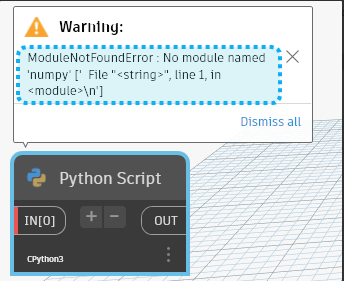 Warning:
ModuleNotFoundError : No module named
'numpy' [' File "<string>", line 1, in
<module>\n']
Dismiss all
Python Script
IN[0]
+
−
OUT
CPython3